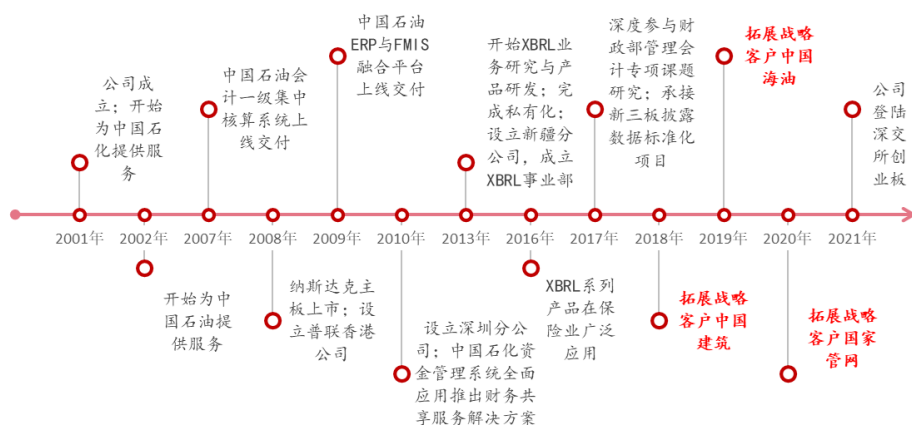 公司成
立；开始
为中国石
化提供服
务
中国石油会
计一级集中
核算系统上
线交付
中国石油
ERP与FMIS
融合平台
上线交付
开始XBRL业
务研究与产
品研发；完
成私有化；
设立新疆分
公司，成立
XBRL事业部
深度参与财
政部管理会
计专项课题
研究；承接
新三板披露
数据标准化
项目
拓展战略
客户中国
海油
公司
登陆
深交
所创
业板
2001年
2002年
2007年
2008年
2009年
2010年
2013年
2016年
2017年
2018年
2019年
2020年
2021年
开始为中
国石油提
供服务
纳斯达克主
板上市；设
立普联香港
公司
设立深圳分公
司；中国石化资
金管理系统全面
应用推出财务共
享服务解决方案
XBRL系列
产品在保
险业广泛
应用
拓展战略
客户中国
建筑
拓展战略
客户国家
管网